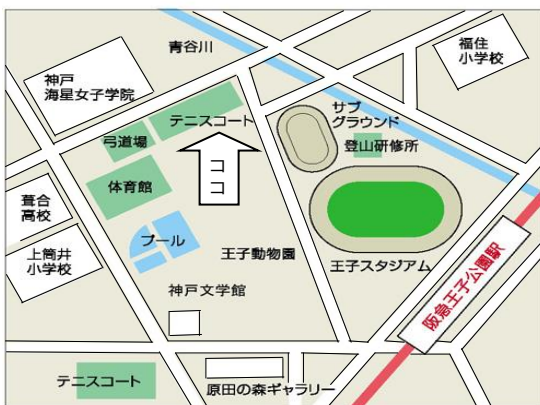 青谷川
福住
小学校
神戸
海星女子学院
テニスコート
サブ
グラウンド
弓道場
登山研修所
ココ
体育館
葺合
高校
プール
上筒井
小学校
王子動物園
王子スタジアム
阪急王子公園駅
神戸文学館
テニスコート
原田の森ギャラリー